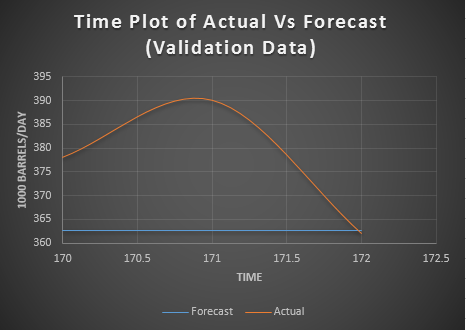 Time Plot of Actual Vs Forecast
(Validation Data)
395
390
385
380
375
370
365
360
1000 BARRELS/DAY
170 170.5 171 171.5 172 172.5
TIME
Forecast Actual